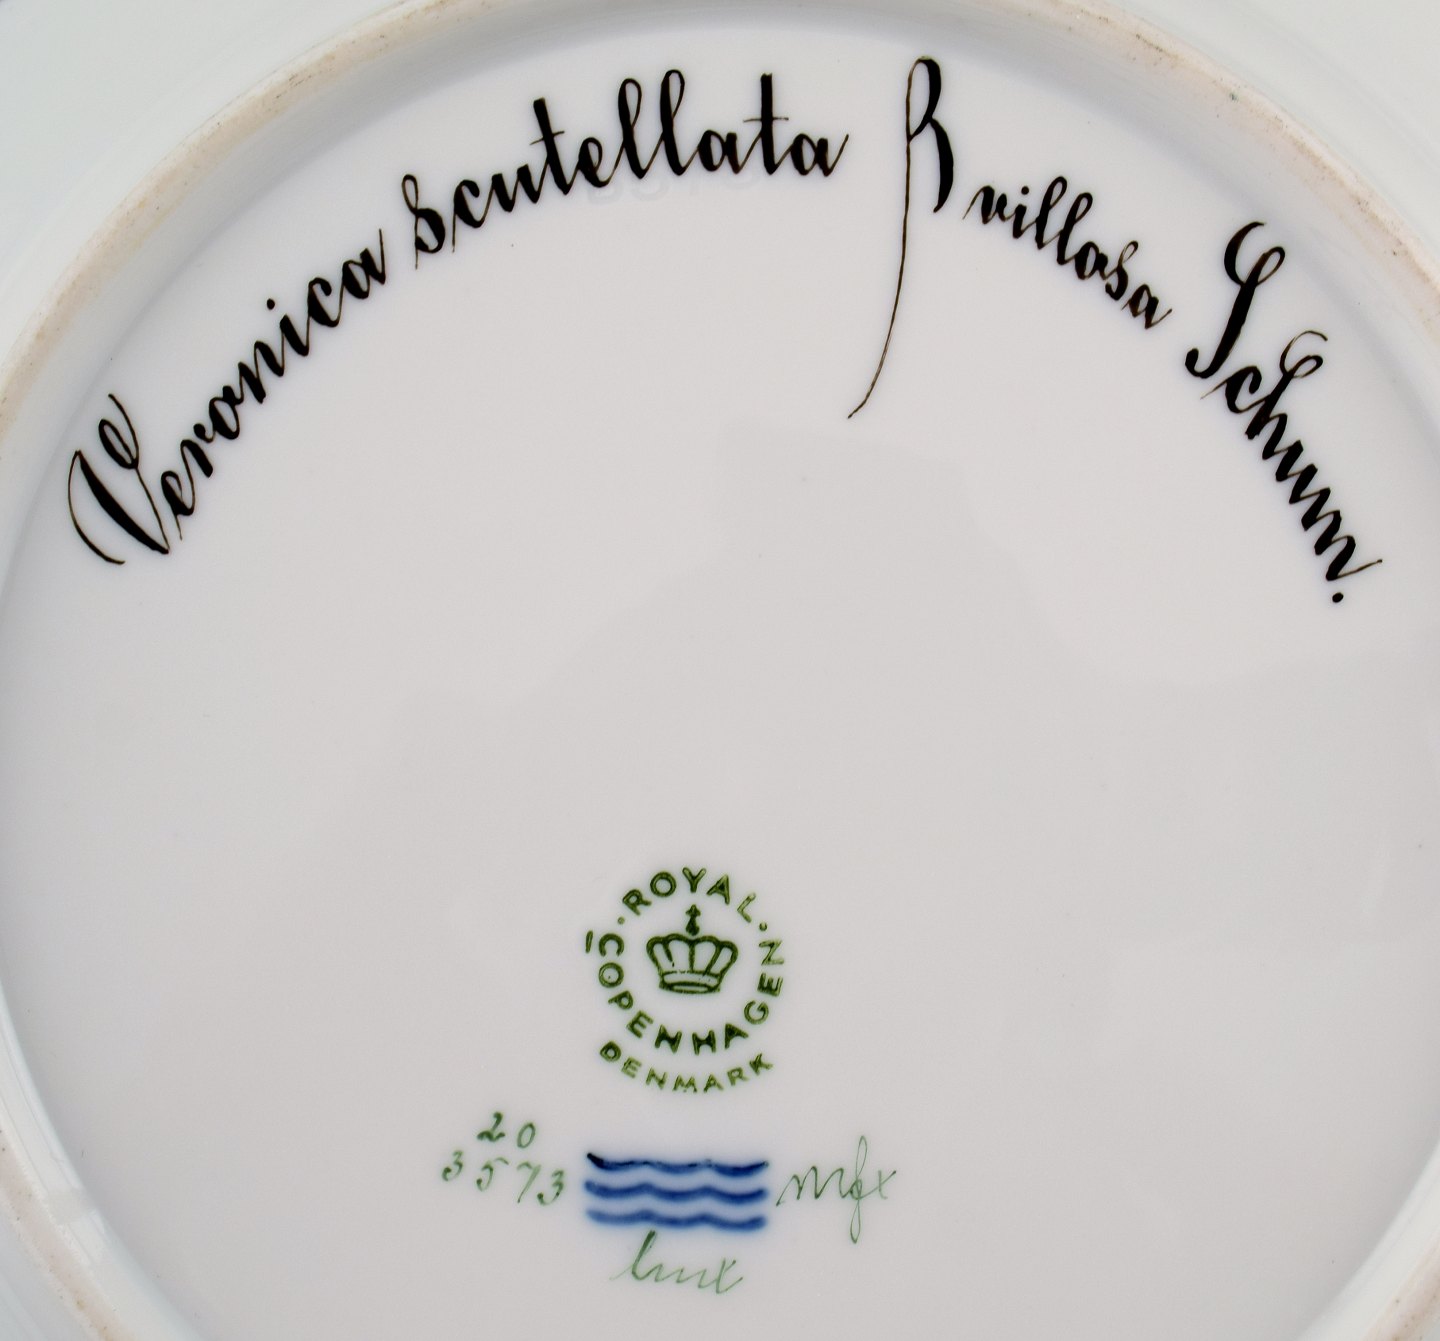 Veronica scutellata β villosa Schum.
· ROYAL · COPENHAGEN
DENMARK
20
3573